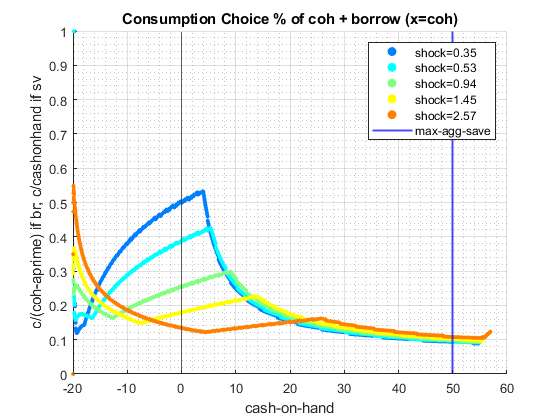 Consumption Choice % of coh + borrow (x=coh)
c/(coh-aprime) if br, c/cashonhand if sv
1
0.9
0.8
0.7
0.6
0.5
0.4
0.3
0.2
0.1
0
shock=0.35
shock=0.53
shock=0.94
shock=1.45
shock=2.57
max-agg-save
-20 -10 0 10 20 30 40 50 60
cash-on-hand